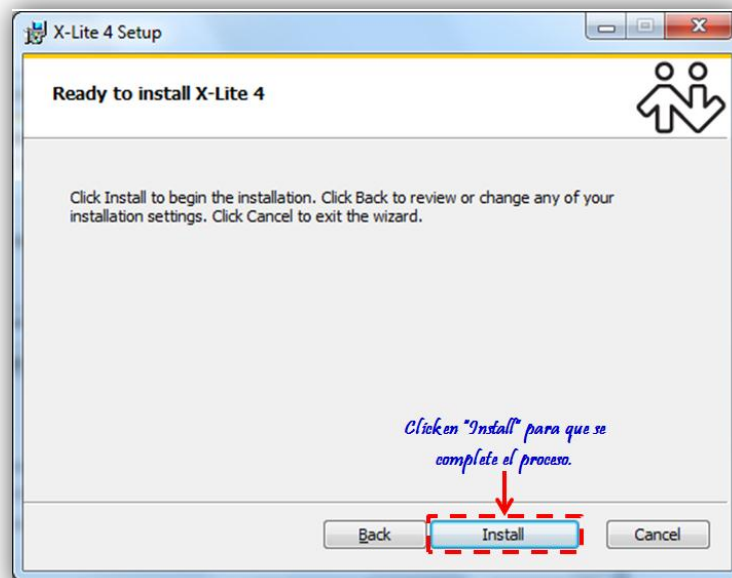 X-Lite 4 Setup
Ready to install X-Lite 4
Click Install to begin the installation. Click Back to review or change any of your
installation settings. Click Cancel to exit the wizard.
Click en "Install" para que se
complete el proceso.
Back
Install
Cancel